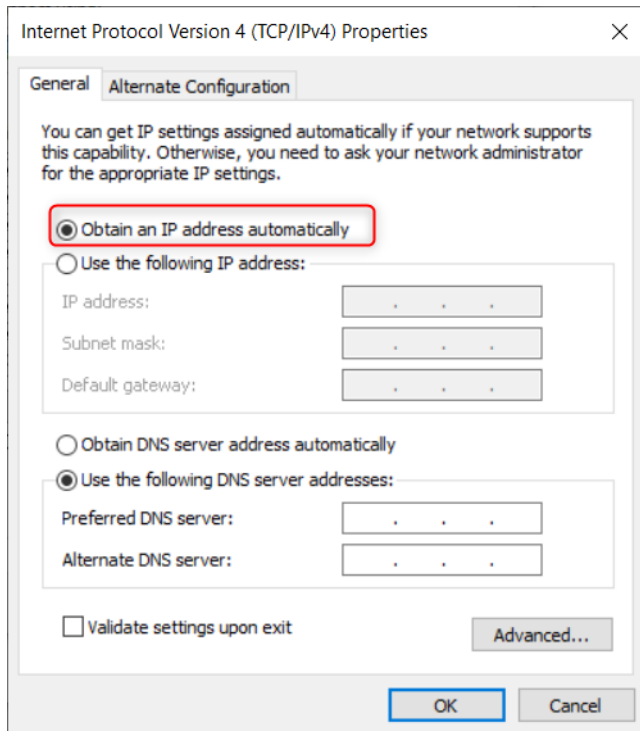 Internet Protocol Version 4 (TCP/IPv4) Properties
General
Alternate Configuration
You can get IP settings assigned automatically if your network supports
this capability. Otherwise, you need to ask your network administrator
for the appropriate IP settings.
Obtain an IP address automatically
Use the following IP address:
IP address:
Subnet mask:
Default gateway:
Obtain DNS server address automatically
Use the following DNS server addresses:
Preferred DNS server:
Alternate DNS server:
Validate settings upon exit
Advanced...
OK
Cancel